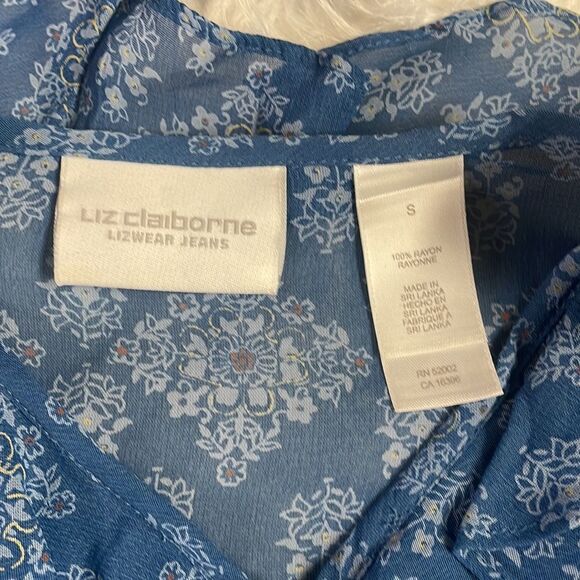 Liz claiborne
LIZWEAR JEANS
S
100% RAYON
RAYONNE
MADE IN
SRI LANKA
HECHO EN
SRI LANKA
FABRIQUÉ À
SRI LANKA
RN 52002
CA 16396